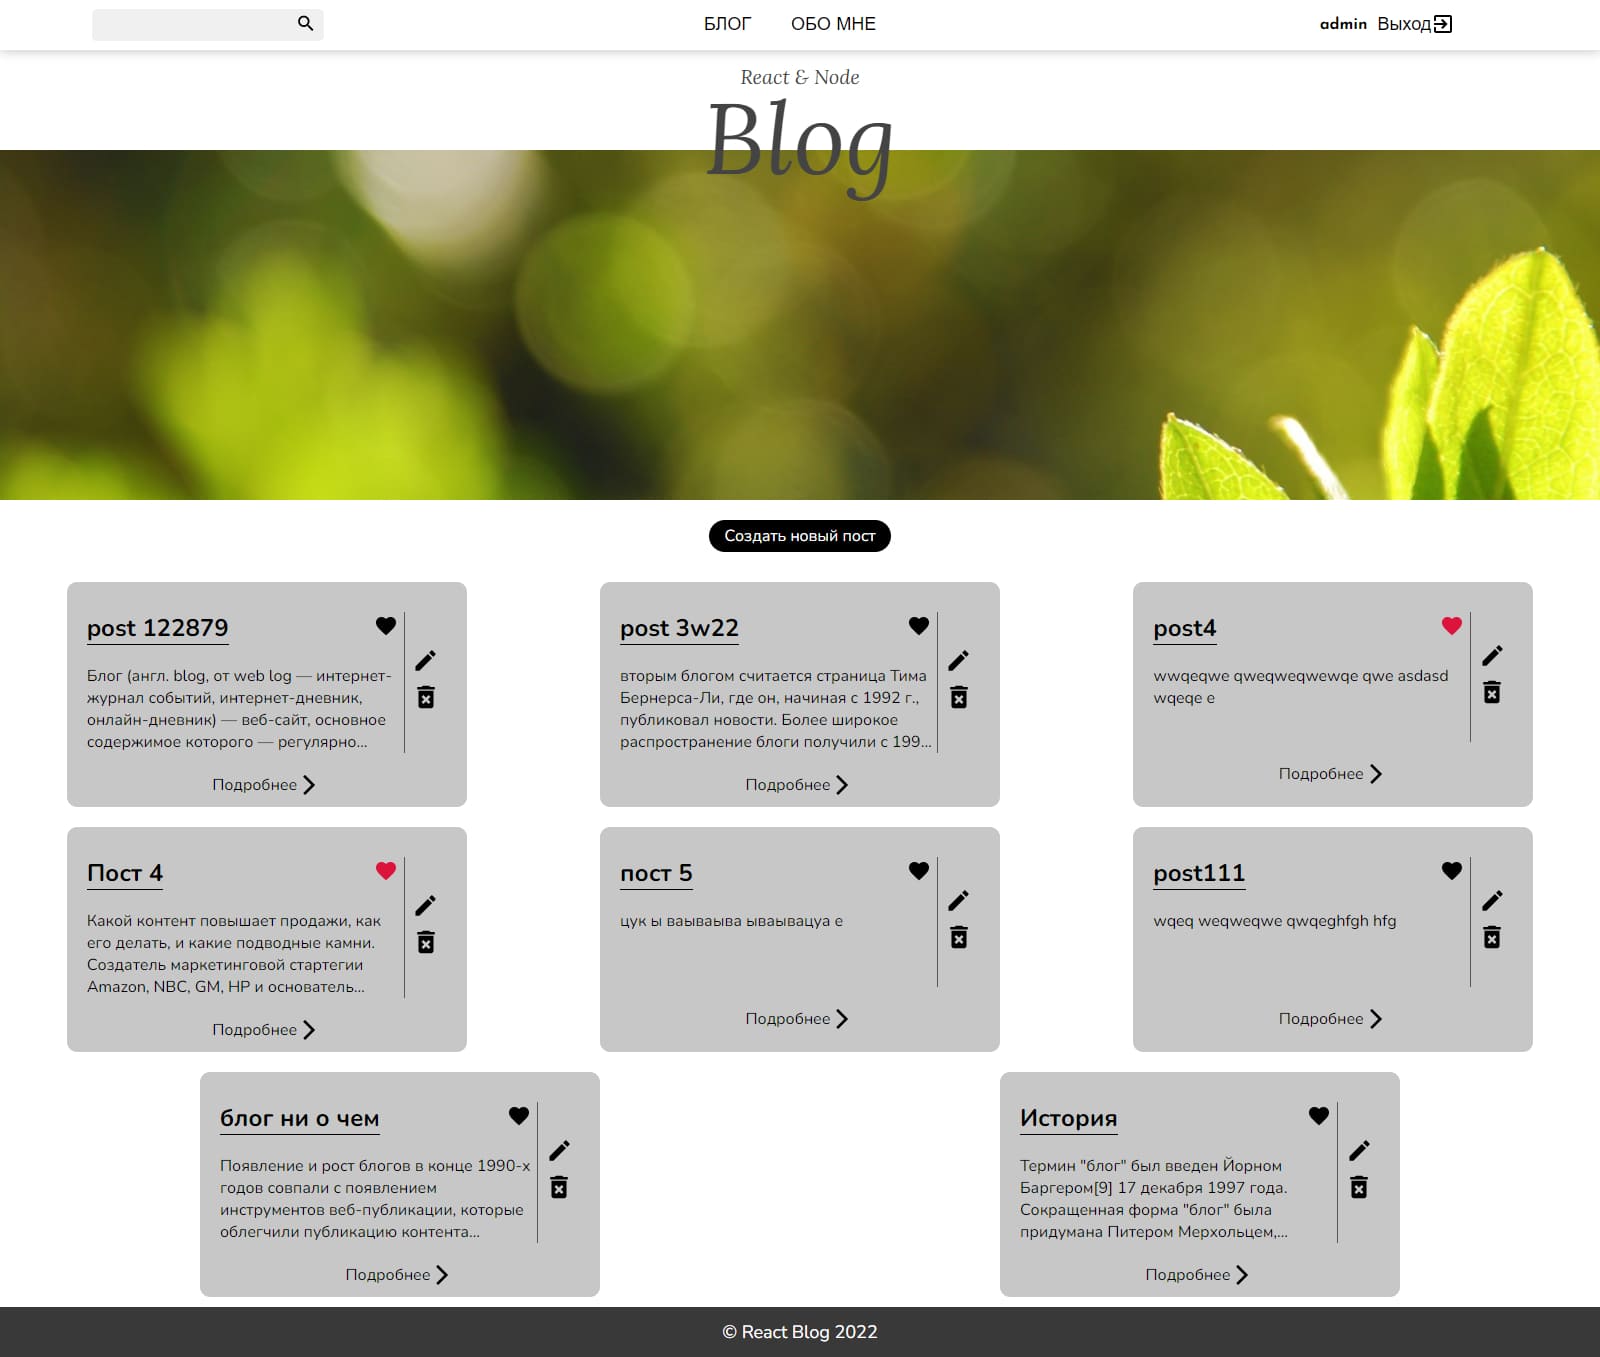 БЛОГ ОБО МНЕ admin Выход
React & Node
Blog
Создать новый пост
post 122879
Блог (англ. blog, от web log — интернет-
журнал событий, интернет-дневник,
онлайн-дневник) — веб-сайт, основное
содержимое которого — регулярно...
Подробнее
post 3w22
вторым блогом считается страница Тима
Бернерса-Ли, где он, начиная с 1992 г.,
публиковал новости. Более широкое
распространение блоги получили с 199...
Подробнее
post4
wwqeqwe qweqweqwewqe qwe asdasd
wqeqe e
Подробнее
Пост 4
Какой контент повышает продажи, как
его делать, и какие подводные камни.
Создатель маркетинговой стартегии
Amazon, NBC, GM, HP и основатель...
Подробнее
пост 5
цук ы ваываыва ываывацуа е
Подробнее
post111
wqeq weqweqwe qwqeghfgh hfg
Подробнее
блог ни о чем
Появление и рост блогов в конце 1990-х
годов совпали с появлением
инструментов веб-публикации, которые
облегчили публикацию контента...
Подробнее
История
Термин "блог" был введен Йорном
Баргером[9] 17 декабря 1997 года.
Сокращенная форма "блог" была
придумана Питером Мерхольцем,...
Подробнее
© React Blog 2022